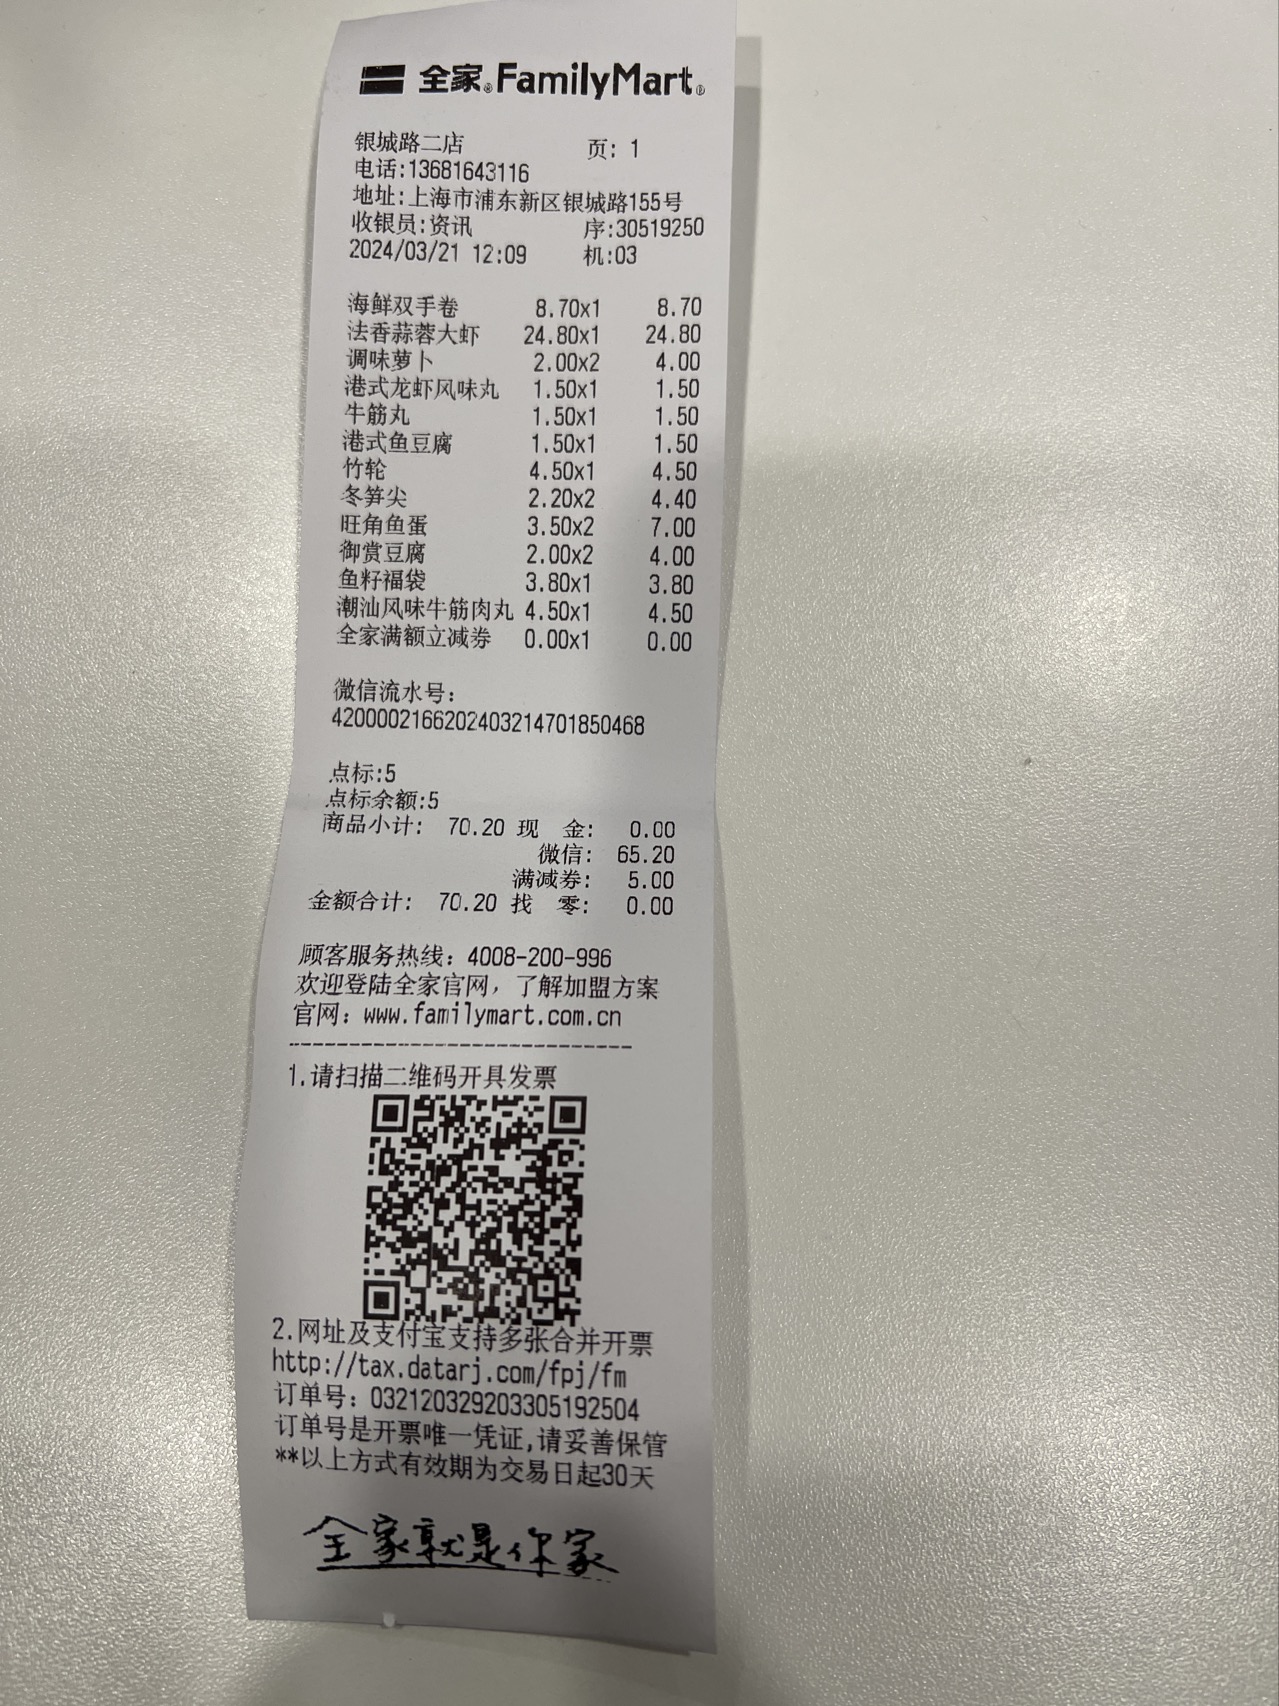 全家®FamilyMart®
银城路二店 页: 1
电话:13681643116
地址:上海市浦东新区银城路155号
收银员:资讯 序:30519250
2024/03/21 12:09 机:03
海鲜双手卷 8.70x1 8.70
法香蒜蓉大虾 24.80x1 24.80
调味萝卜 2.00x2 4.00
港式龙虾风味丸 1.50x1 1.50
牛筋丸 1.50x1 1.50
港式鱼豆腐 1.50x1 1.50
竹轮 4.50x1 4.50
冬笋尖 2.20x2 4.40
旺角鱼蛋 3.50x2 7.00
御赏豆腐 2.00x2 4.00
鱼籽福袋 3.80x1 3.80
潮汕风味牛筋肉丸 4.50x1 4.50
全家满额立减券 0.00x1 0.00
微信流水号:
4200002166202403214701850468
点标:5
点标余额:5
商品小计: 70.20 现 金: 0.00
微信: 65.20
满减券: 5.00
金额合计: 70.20 找 零: 0.00
顾客服务热线: 4008-200-996
欢迎登陆全家官网, 了解加盟方案
官网: www.familymart.com.cn
-----------------------------
1.请扫描二维码开具发票
2.网址及支付宝支持多张合并开票
http://tax.datarj.com/fpj/fm
订单号: 0321203292033051925​04
订单号是开票唯一凭证,请妥善保管
**以上方式有效期为交易日起30天
全家就是你家